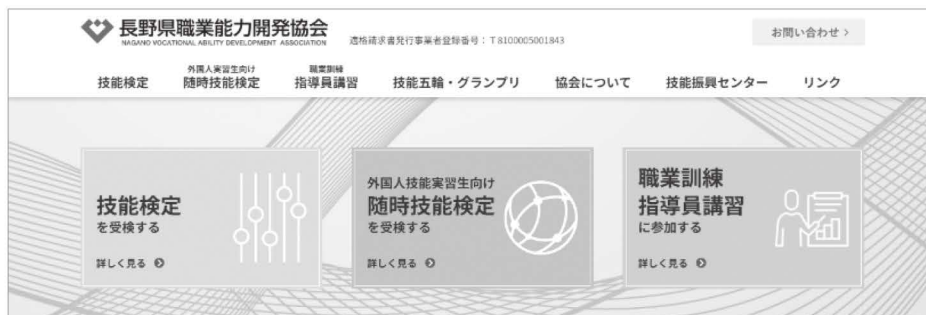 長野県職業能力開発協会
NAGANO VOCATIONAL ABILITY DEVELOPMENT ASSOCIATION
適格請求書発行事業者登録番号：T8100005001843
お問い合わせ
技能検定
外国人実習生向け
随時技能検定
職業訓練
指導員講習
技能五輪・グランプリ
協会について
技能振興センター
リンク
技能検定
を受検する
詳しく見る
外国人技能実習生向け
随時技能検定
を受検する
詳しく見る
職業訓練
指導員講習
に参加する
詳しく見る